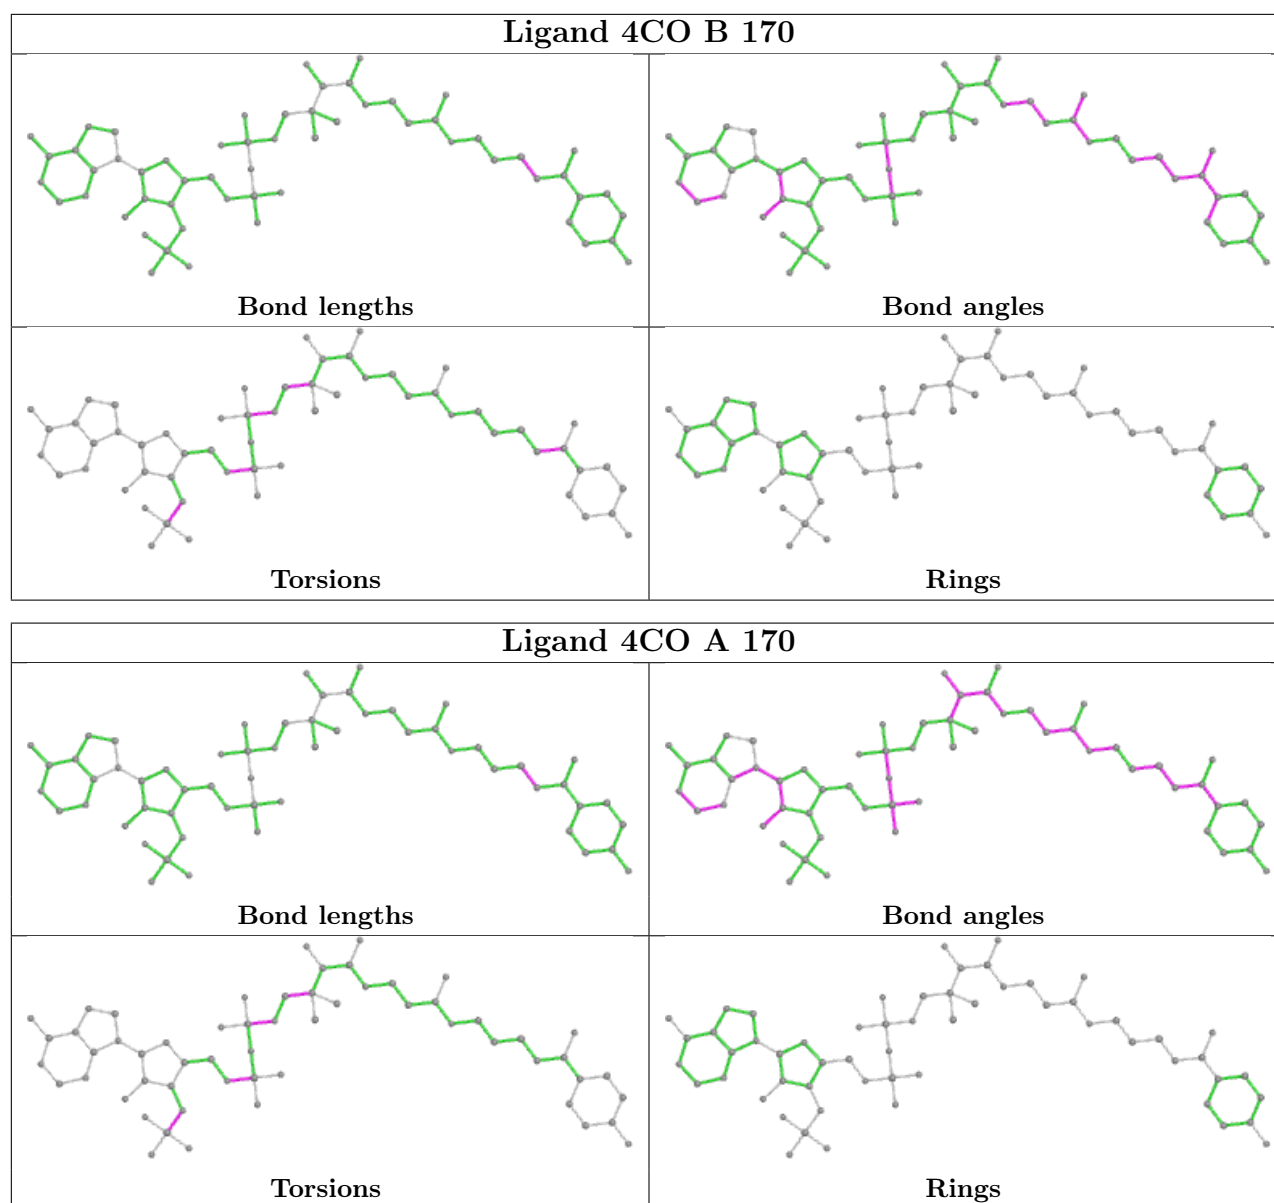 Ligand 4CO B 170
Bond lengths
Bond angles
Torsions
Rings
Ligand 4CO A 170
Bond lengths
Bond angles
Torsions
Rings